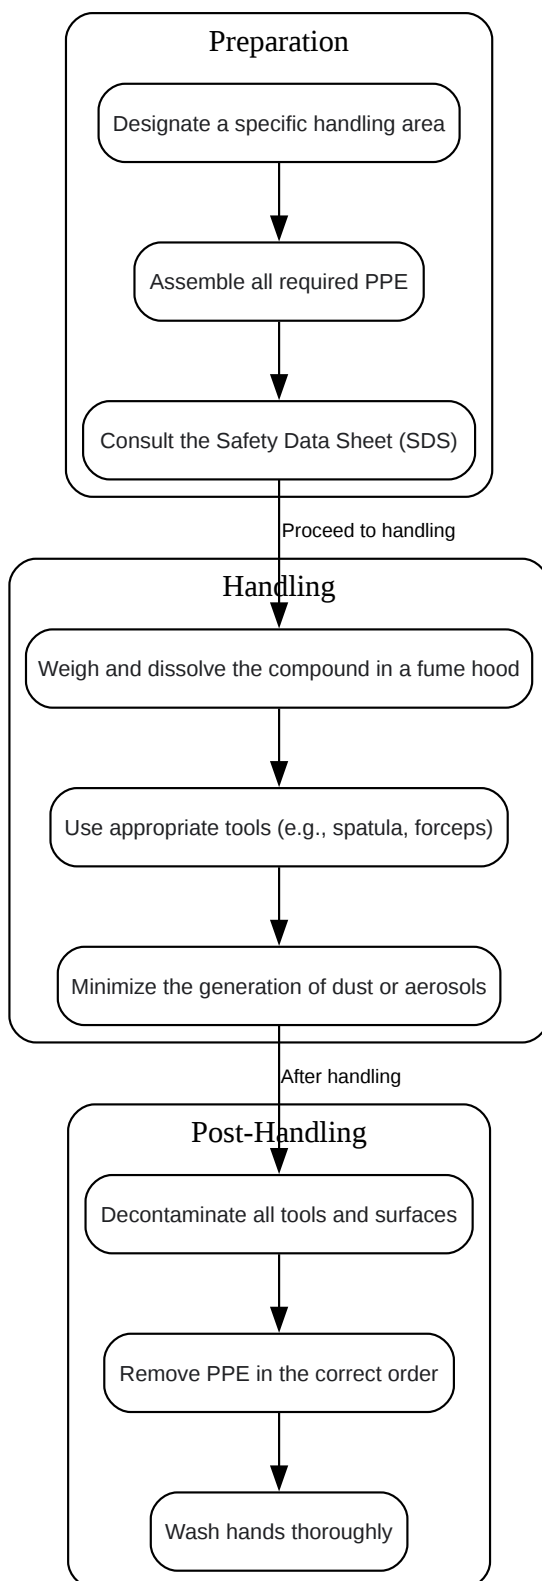 Preparation
Designate a specific handling area
Assemble all required PPE
Consult the Safety Data Sheet (SDS)
Proceed to handling
Handling
Weigh and dissolve the compound in a fume hood
Use appropriate tools (e.g., spatula, forceps)
Minimize the generation of dust or aerosols
After handling
Post-Handling
Decontaminate all tools and surfaces
Remove PPE in the correct order
Wash hands thoroughly